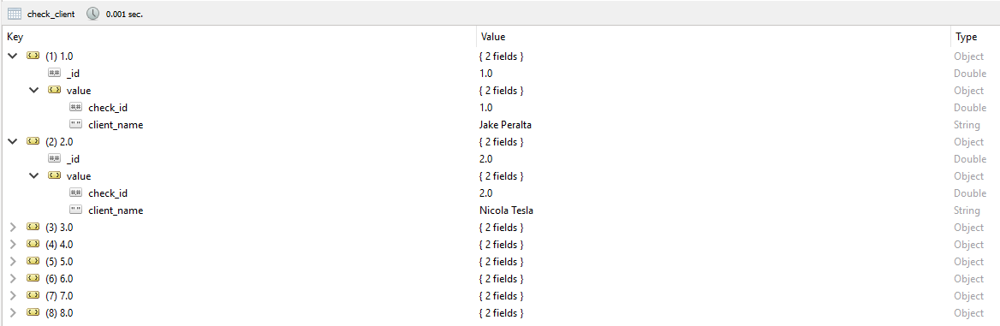 check_client 0.001 sec.
Key Value Type
(1) 1.0 { 2 fields } Object
_id 1.0 Double
value { 2 fields } Object
check_id 1.0 Double
client_name Jake Peralta String
(2) 2.0 { 2 fields } Object
_id 2.0 Double
value { 2 fields } Object
check_id 2.0 Double
client_name Nicola Tesla String
(3) 3.0 { 2 fields } Object
(4) 4.0 { 2 fields } Object
(5) 5.0 { 2 fields } Object
(6) 6.0 { 2 fields } Object
(7) 7.0 { 2 fields } Object
(8) 8.0 { 2 fields } Object